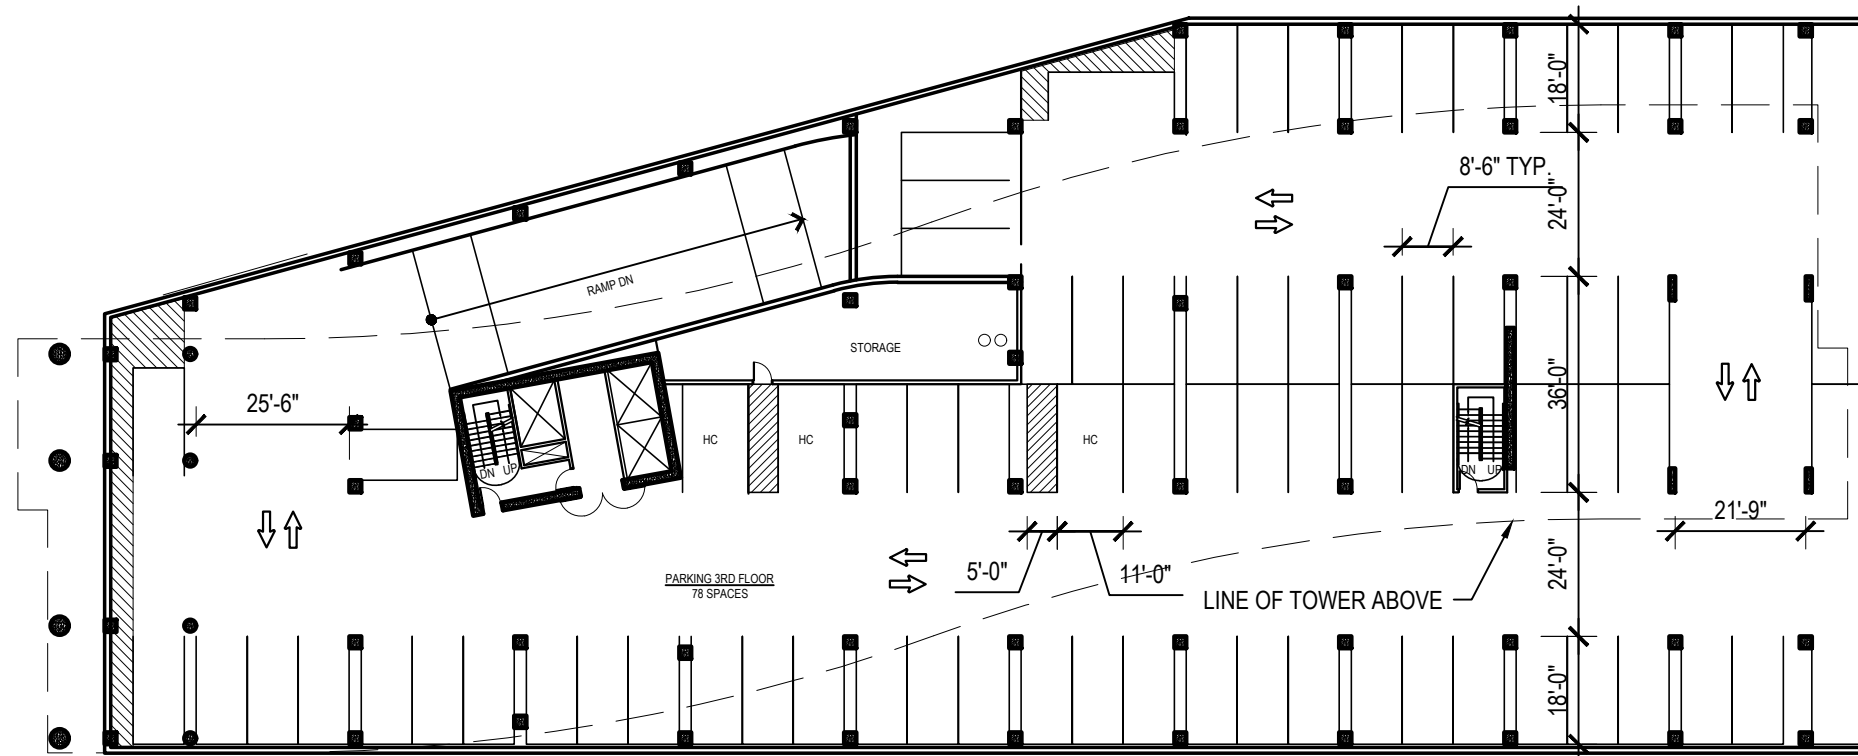 18'-0"
8'-6" TYP.
24'-0"
RAMP DN
STORAGE
25'-6"
36'-0"
HC
HC
HC
DN UP
DN UP
21'-9"
5'-0"
11'-0"
24'-0"
PARKING 3RD FLOOR
78 SPACES
LINE OF TOWER ABOVE
18'-0"